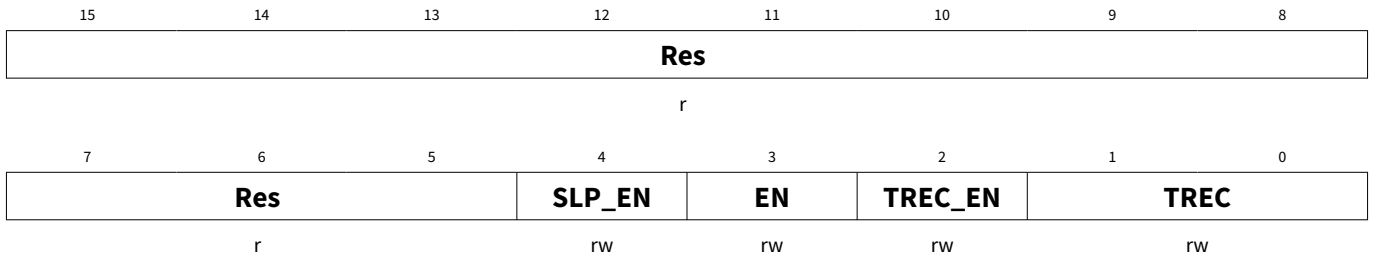 15 14 13 12 11 10 9 8
Res
r
7 6 5 4 3 2 1 0
Res SLP_EN EN TREC_EN TREC
r rw rw rw rw